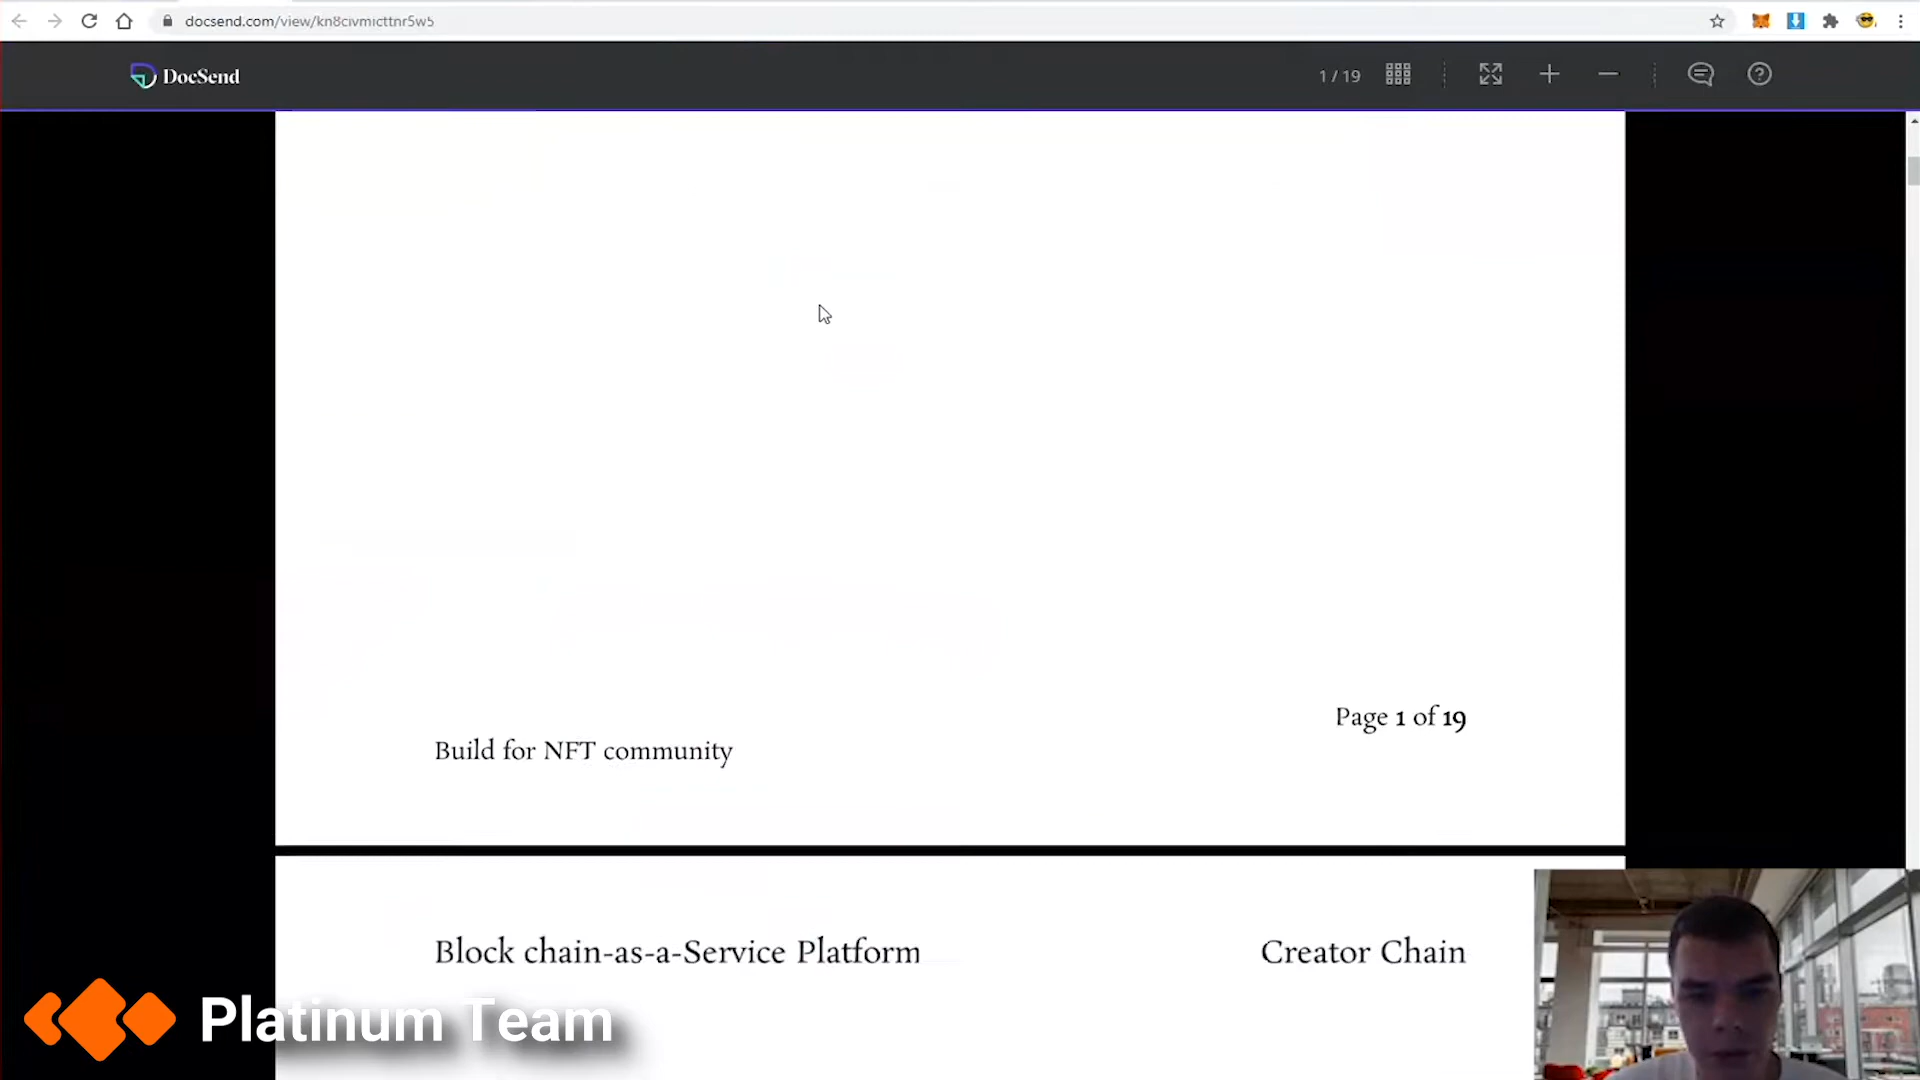 docsend.com/view/kn8civmicttnr5w5
DocSend
1 / 19
Page 1 of 19
Build for NFT community
Block chain-as-a-Service Platform
Creator Chain
Platinum Team